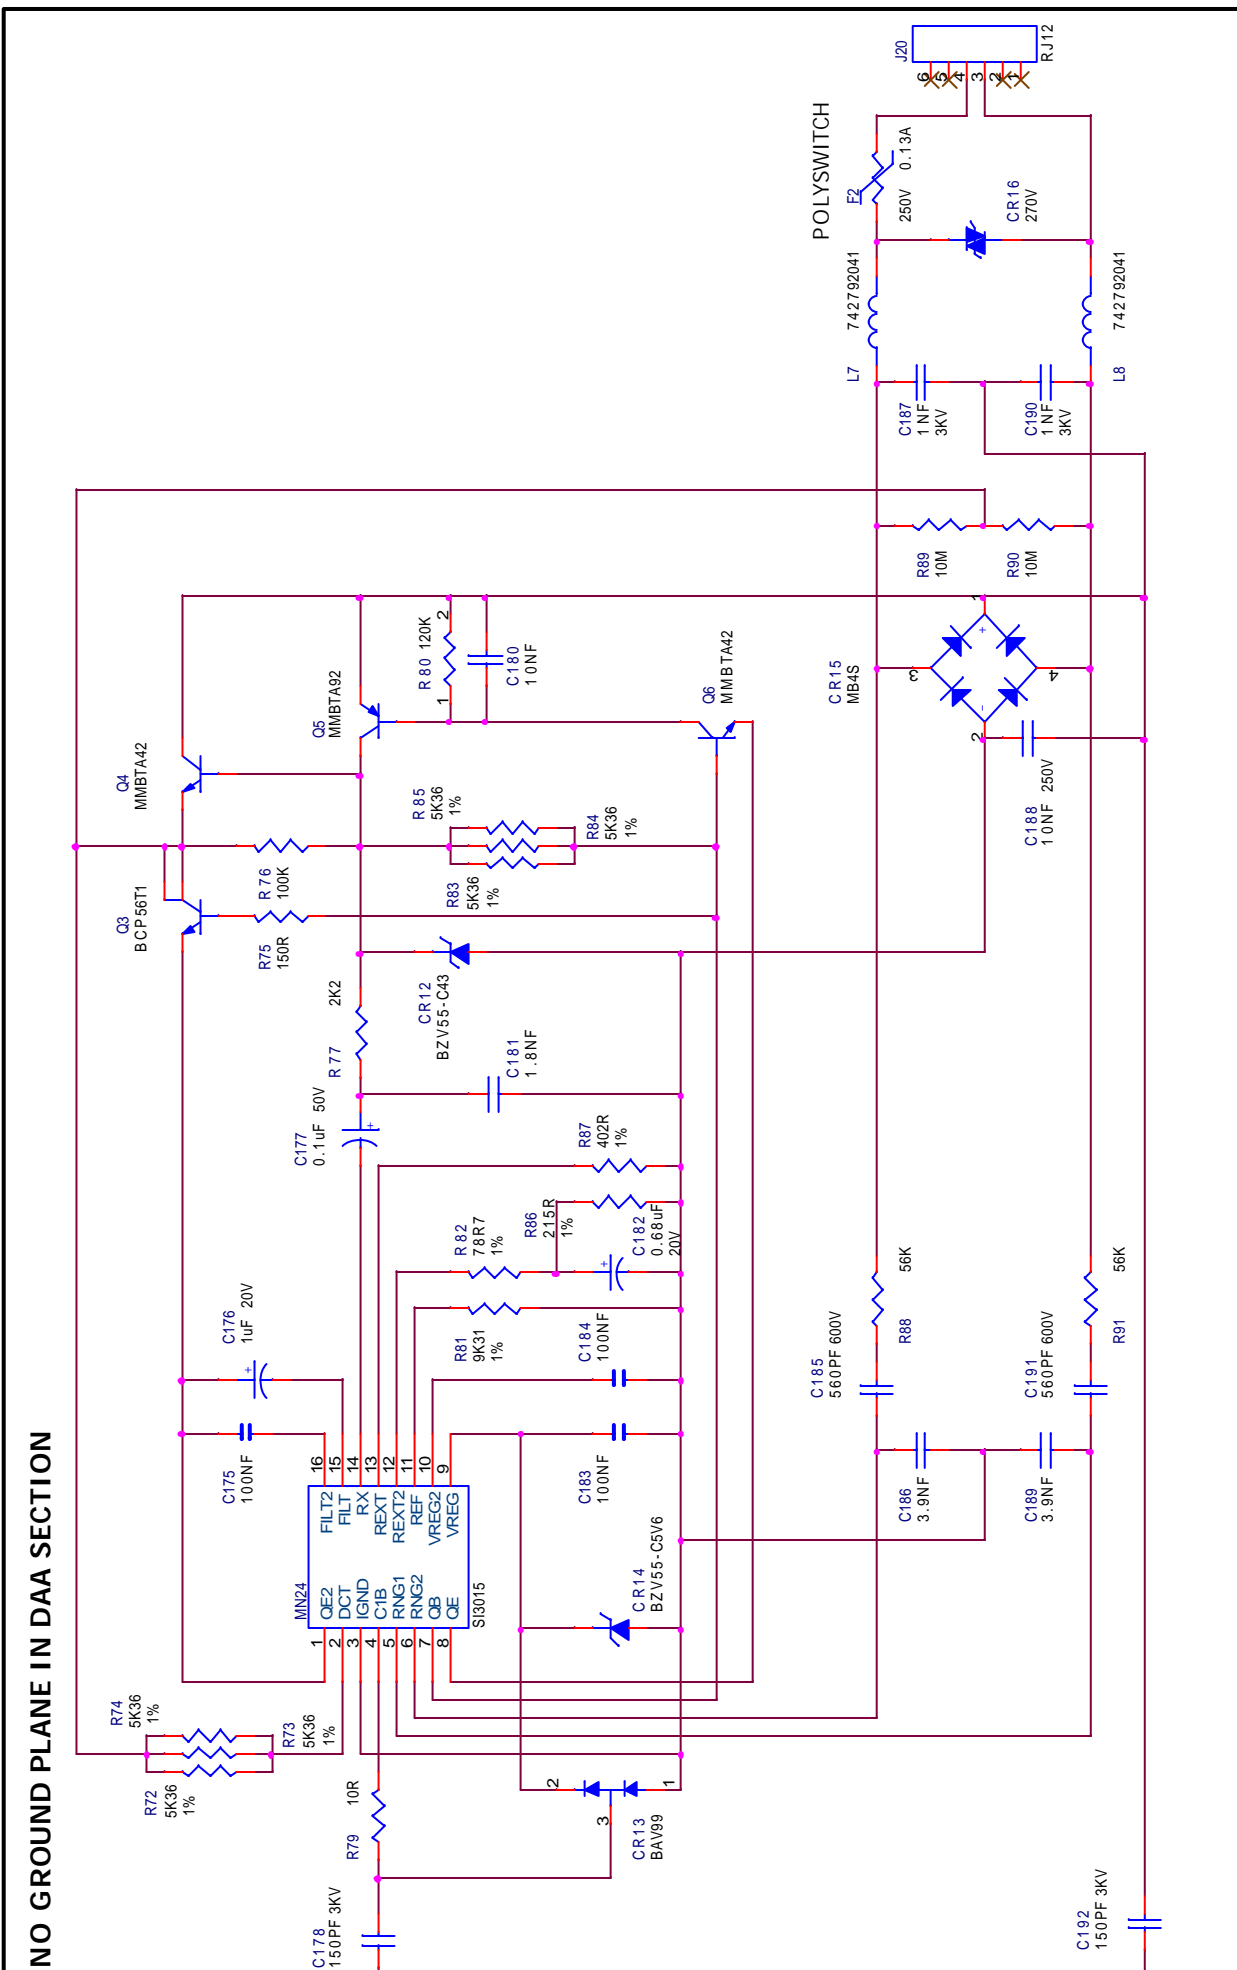 NO GROUND PLANE IN DAA SECTION
J20
RJ12
6
5
4
3
2
1
POLYSWITCH
F2
250V 0.13A
CR16
270V
L7
742792041
L8
742792041
C187
1NF
3KV
C190
1NF
3KV
R89
10M
R90
10M
CR15
MB4S
1
2
3
4
+
-
C188
10NF 250V
Q4
MMBTA42
Q5
MMBTA92
R80 120K
1
2
C180
10NF
Q6
MMBTA42
Q3
BCP56T1
R76
100K
R75
150R
R85
5K36
1%
R84
5K36
1%
R83
5K36
1%
CR12
BZV55-C43
R77
2K2
C181
1.8NF
C177
0.1uF 50V
+
R87
402R
1%
R86
215R
1%
R82
78R7
1%
C182
0.68uF
20V
+
R81
9K31
1%
C184
100NF
C176
1uF 20V
+
C175
100NF
C183
100NF
MN24
SI3015
16
15
14
13
12
11
10
9
FILT2
FILT
RX
REXT
REXT2
REF
VREG2
VREG
QE2
DCT
IGND
C1B
RNG1
RNG2
QB
QE
1
2
3
4
5
6
7
8
CR14
BZV55-C5V6
R88
56K
R91
56K
C185
560PF 600V
C191
560PF 600V
C186
3.9NF
C189
3.9NF
R74
5K36
1%
R73
5K36
1%
R72
5K36
1%
R79
10R
2
1
3
CR13
BAV99
C178
150PF 3KV
C192
150PF 3KV